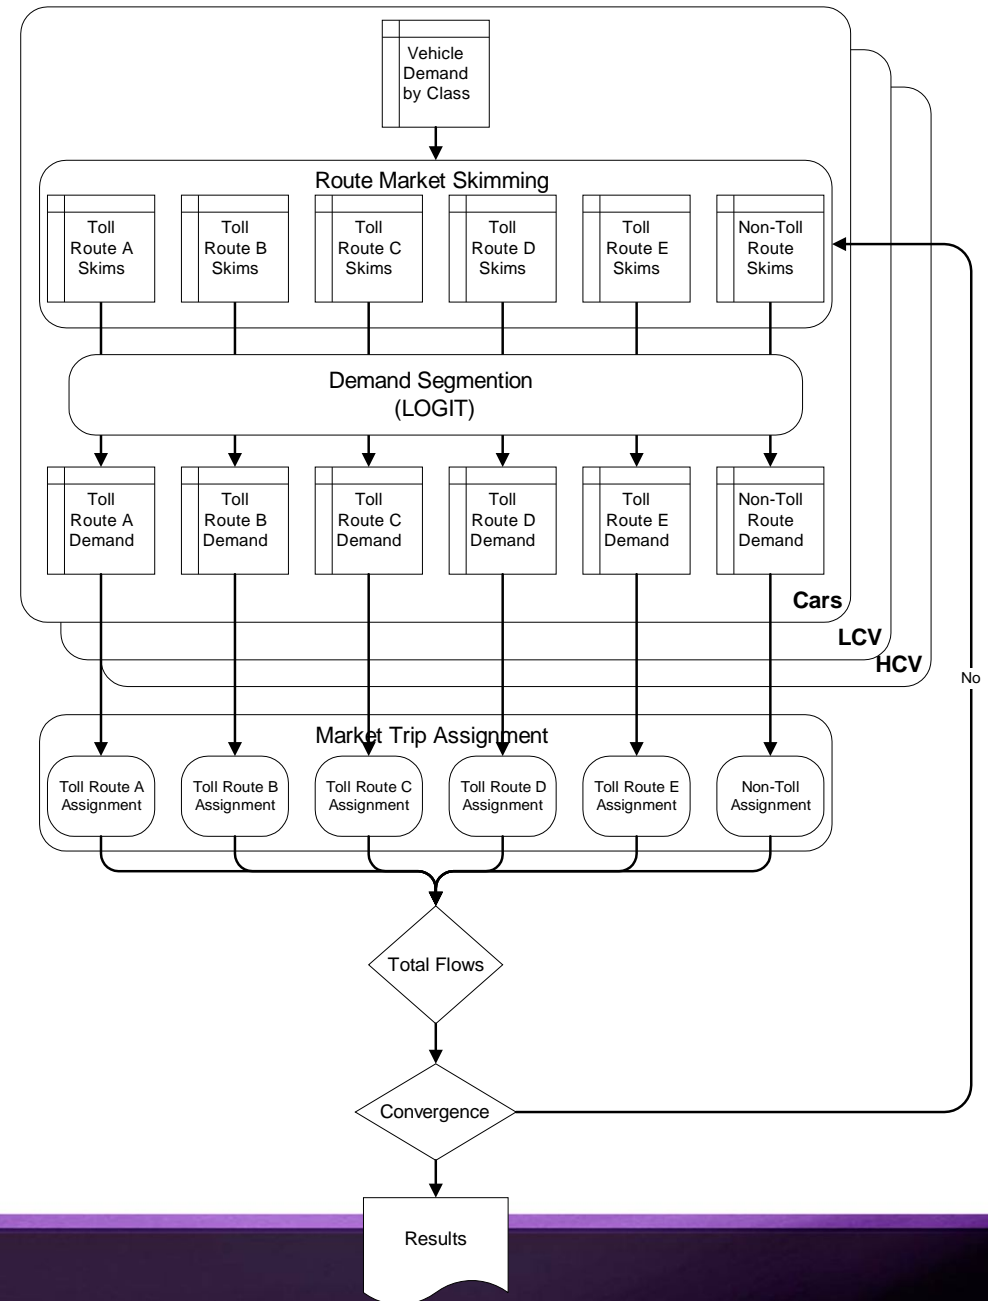 Vehicle
Demand
by Class
Route Market Skimming
Toll
Route A
Skims
Toll
Route B
Skims
Toll
Route C
Skims
Toll
Route D
Skims
Toll
Route E
Skims
Non-Toll
Route
Skims
Demand Segmention
(LOGIT)
Toll
Route A
Demand
Toll
Route B
Demand
Toll
Route C
Demand
Toll
Route D
Demand
Toll
Route E
Demand
Non-Toll
Route
Demand
Cars
LCV
HCV
No
Market Trip Assignment
Toll Route A
Assignment
Toll Route B
Assignment
Toll Route C
Assignment
Toll Route D
Assignment
Toll Route E
Assignment
Non-Toll
Assignment
Total Flows
Convergence
Results